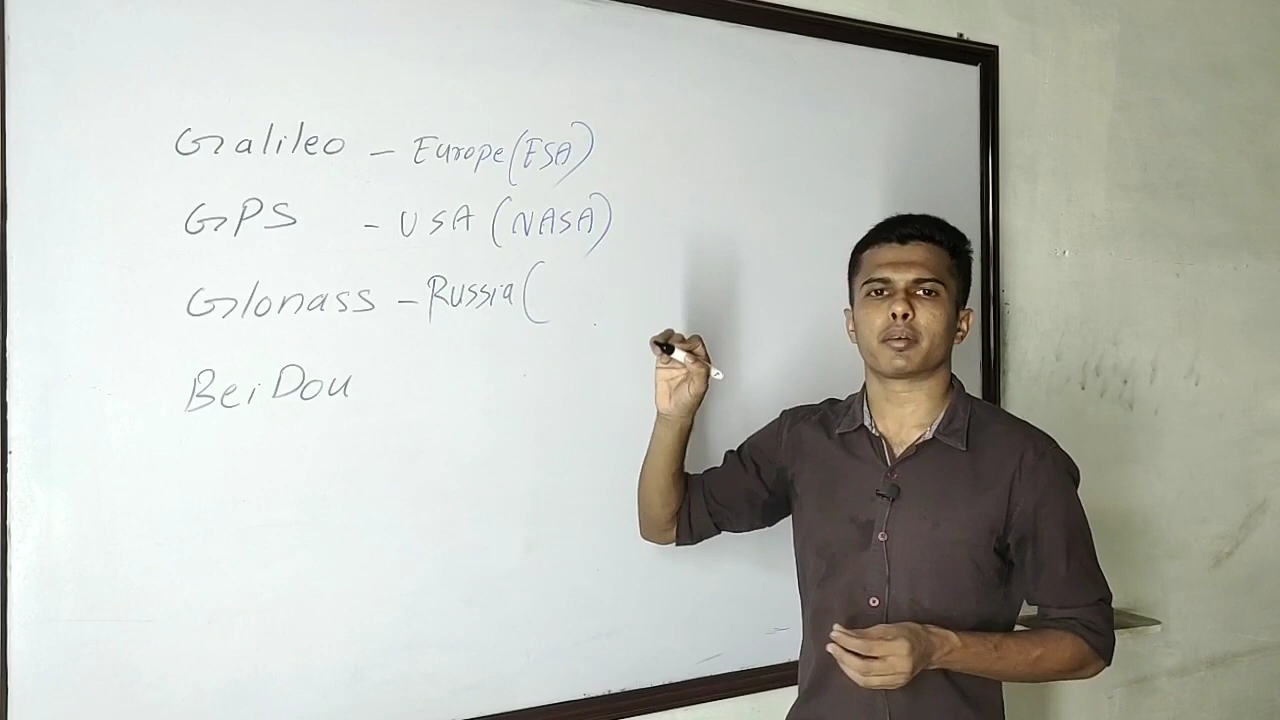 Galileo - Europe (ESA)
GPS - USA (NASA)
Glonass - Russia (
BeiDou